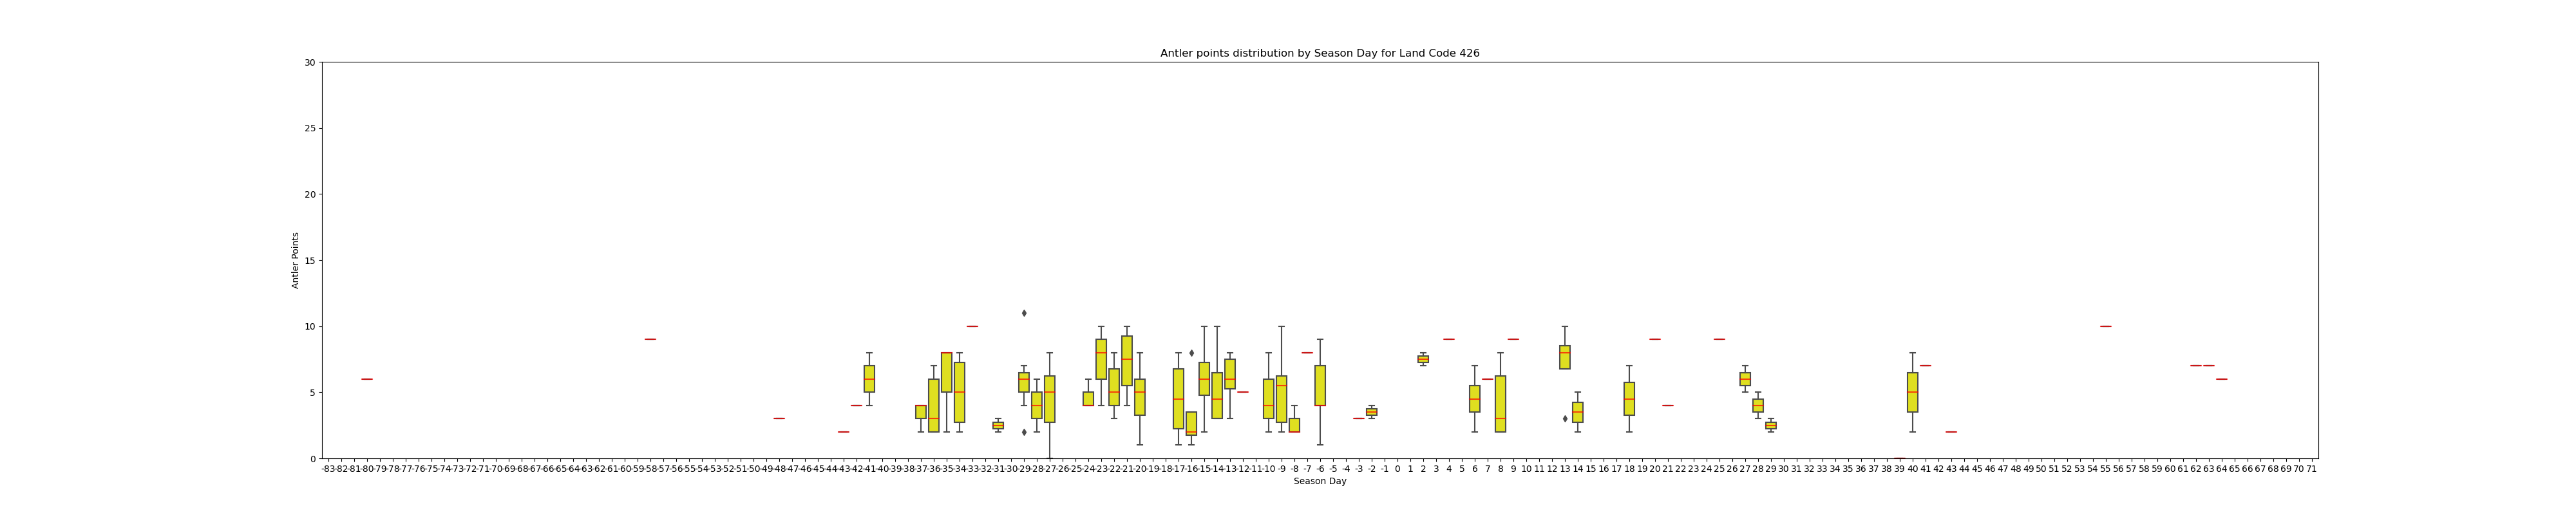 Antler points distribution by Season Day for Land Code 426
30
25
20
15
10
5
0
Antler Points
-83-82-81-80-79-78-77-76-75-74-73-72-71-70-69-68-67-66-65-64-63-62-61-60-59-58-57-56-55-54-53-52-51-50-49-48-47-46-45-44-43-42-41-40-39-38-37-36-35-34-33-32-31-30-29-28-27-26-25-24-23-22-21-20-19-18-17-16-15-14-13-12-11-10 -9 -8 -7 -6 -5 -4 -3 -2 -1 0 1 2 3 4 5 6 7 8 9 10 11 12 13 14 15 16 17 18 19 20 21 22 23 24 25 26 27 28 29 30 31 32 33 34 35 36 37 38 39 40 41 42 43 44 45 46 47 48 49 50 51 52 53 54 55 56 57 58 59 60 61 62 63 64 65 66 67 68 69 70 71
Season Day